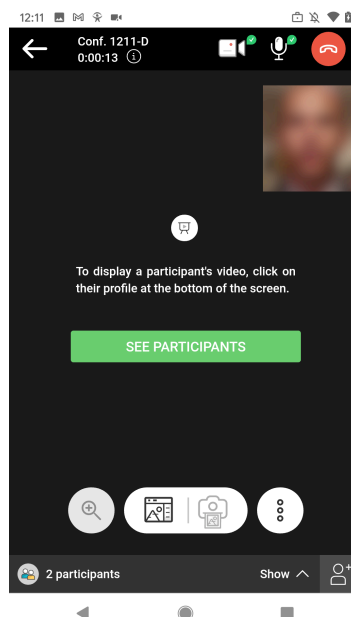 12:11
Conf. 1211-D
0:00:13
To display a participant's video, click on
their profile at the bottom of the screen.
SEE PARTICIPANTS
2 participants
Show